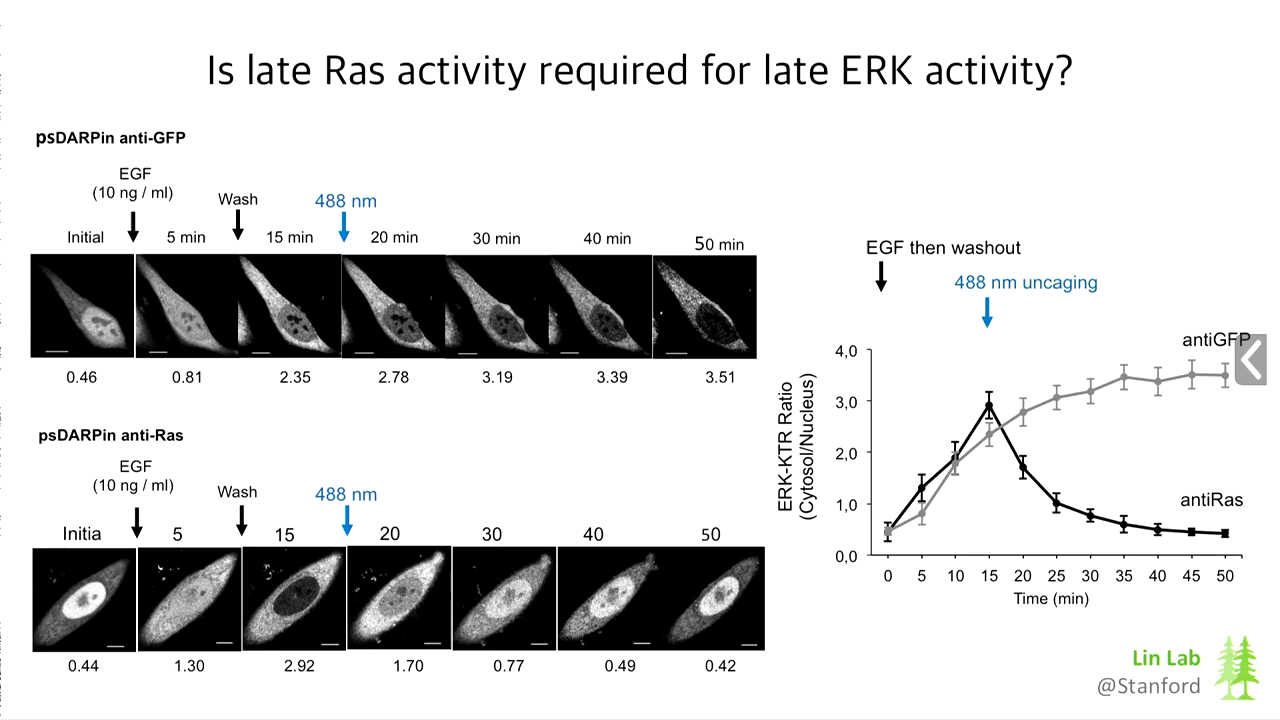 Is late Ras activity required for late ERK activity?
psDARPin anti-GFP
EGF
(10 ng / ml)
Wash
488 nm
Initial 5 min 15 min 20 min 30 min 40 min 50 min
0.46 0.81 2.35 2.78 3.19 3.39 3.51
psDARPin anti-Ras
EGF
(10 ng / ml)
Wash
488 nm
Initia 5 15 20 30 40 50
0.44 1.30 2.92 1.70 0.77 0.49 0.42
EGF then washout
488 nm uncaging
antiGFP
antiRas
ERK-KTR Ratio
(Cytosol/Nucleus)
4,0
3,0
2,0
1,0
0,0
0 5 10 15 20 25 30 35 40 45 50
Time (min)
Lin Lab
@Stanford